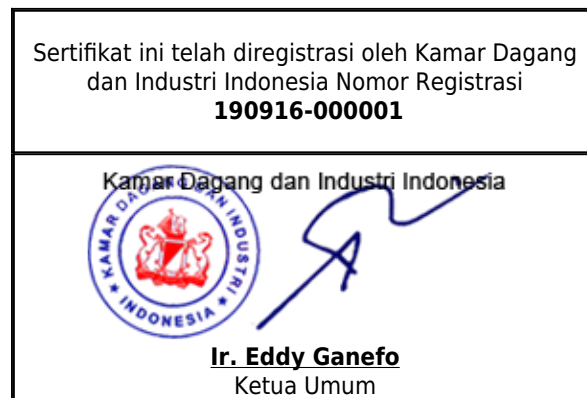 Sertifikat ini telah diregistrasi oleh Kamar Dagang
dan Industri Indonesia Nomor Registrasi
190916-000001
Kamar Dagang dan Industri Indonesia
KAMAR DAGANG DAN INDUSTRI
INDONESIA
Ir. Eddy Ganefo
Ketua Umum